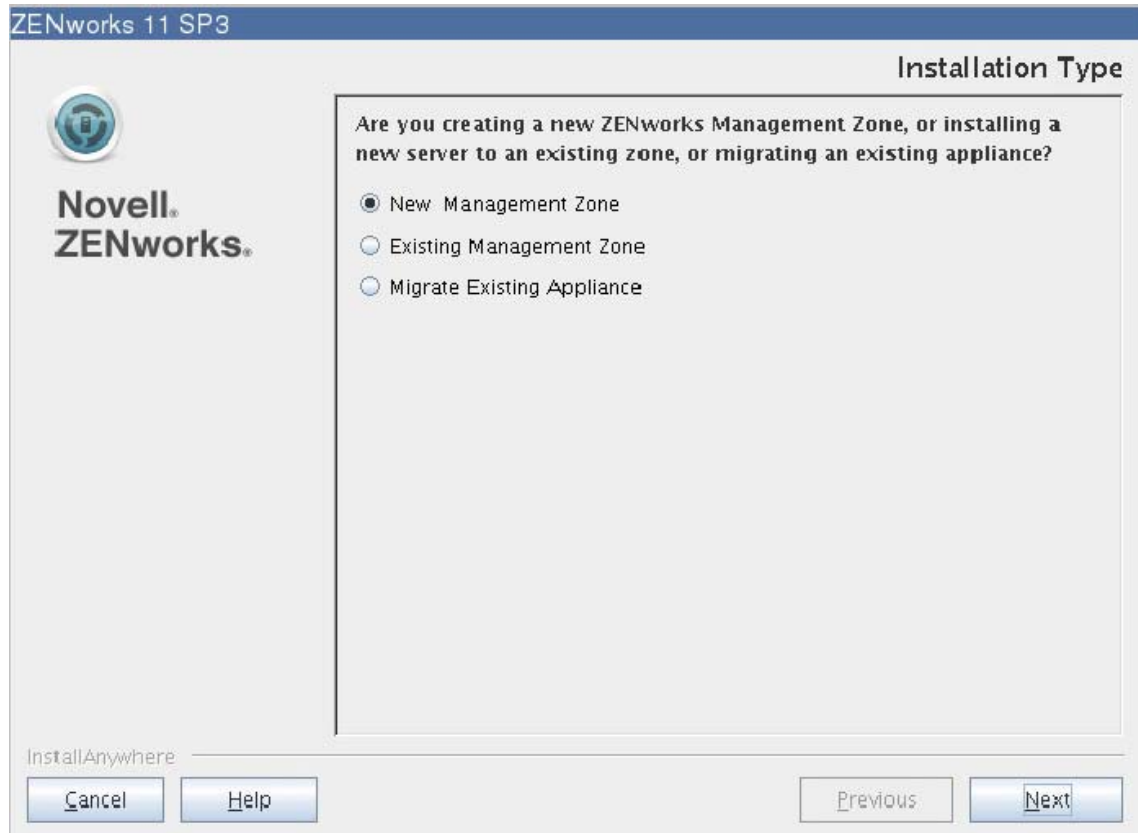 ZENworks 11 SP3
Installation Type
Novell®
ZENworks®
Are you creating a new ZENworks Management Zone, or installing a
new server to an existing zone, or migrating an existing appliance?
New Management Zone
Existing Management Zone
Migrate Existing Appliance
InstallAnywhere
Cancel
Help
Previous
Next